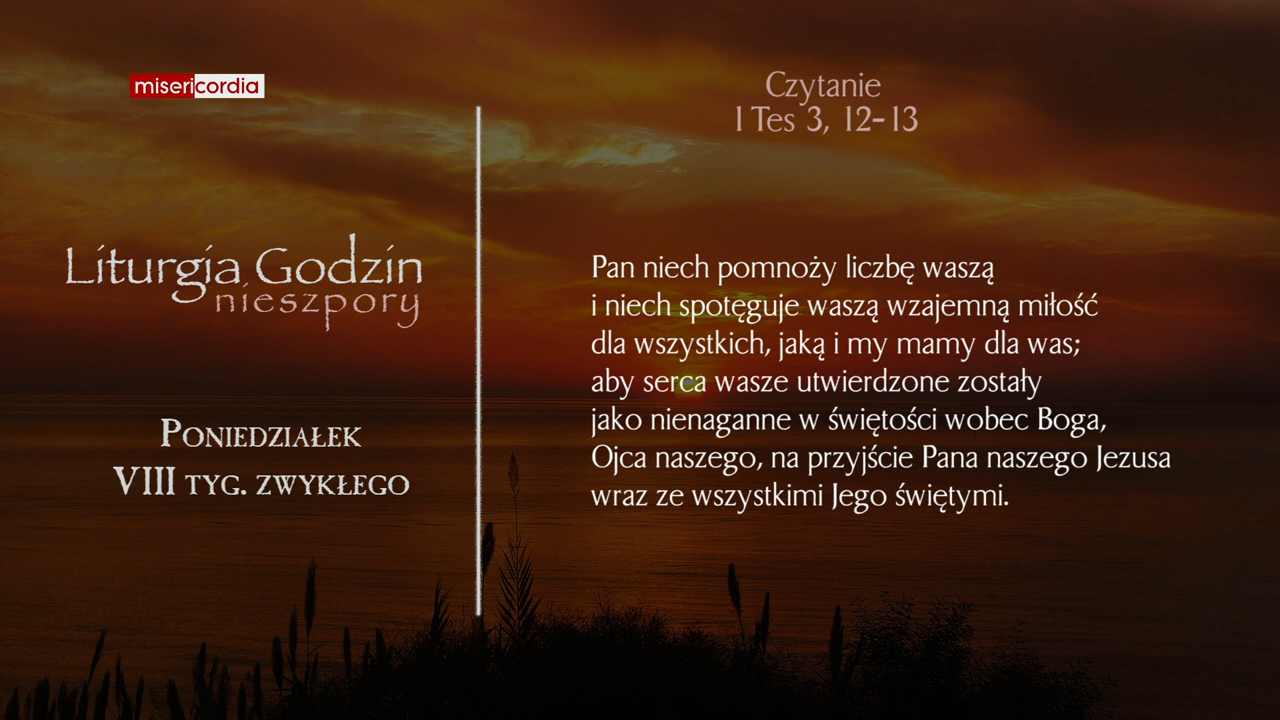 misericordia
Liturgia Godzin
nieszpory
Poniedziałek
VIII tyg. zwykłego
Czytanie
1 Tes 3, 12-13
Pan niech pomnoży liczbę waszą
i niech spotęguje waszą wzajemną miłość
dla wszystkich, jaką i my mamy dla was;
aby serca wasze utwierdzone zostały
jako nienaganne w świętości wobec Boga,
Ojca naszego, na przyjście Pana naszego Jezusa
wraz ze wszystkimi Jego świętymi.